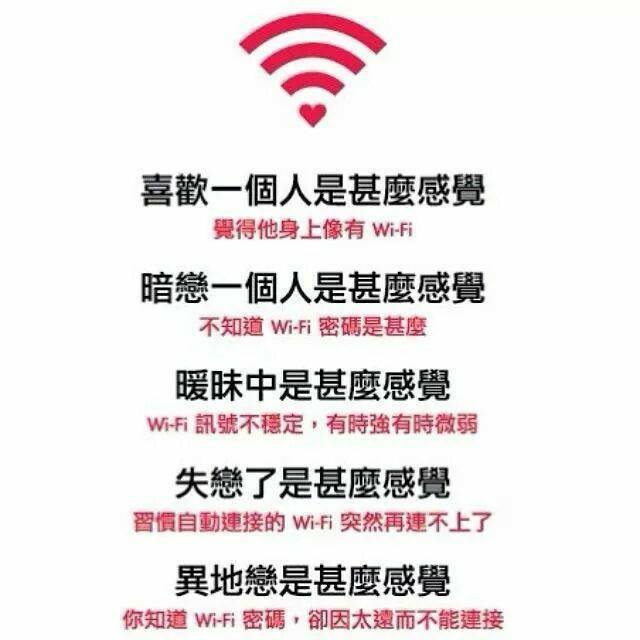 喜歡一個人是甚麼感覺
覺得他身上像有 Wi-Fi
暗戀一個人是甚麼感覺
不知道 Wi-Fi 密碼是甚麼
暖昧中是甚麼感覺
Wi-Fi 訊號不穩定，有時強有時微弱
失戀了是甚麼感覺
習慣自動連接的 Wi-Fi 突然再連不上了
異地戀是甚麼感覺
你知道 Wi-Fi 密碼，卻因太遠而不能連接